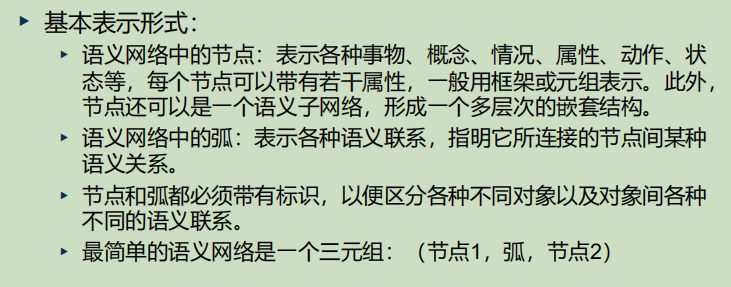 基本表示形式：
语义网络中的节点：表示各种事物、概念、情况、属性、动作、状
态等，每个节点可以带有若干属性，一般用框架或元组表示。此外，
节点还可以是一个语义子网络，形成一个多层次的嵌套结构。
语义网络中的弧：表示各种语义联系，指明它所连接的节点间某种
语义关系。
节点和弧都必须带有标识，以便区分各种不同对象以及对象间各种
不同的语义联系。
最简单的语义网络是一个三元组：（节点1，弧，节点2）